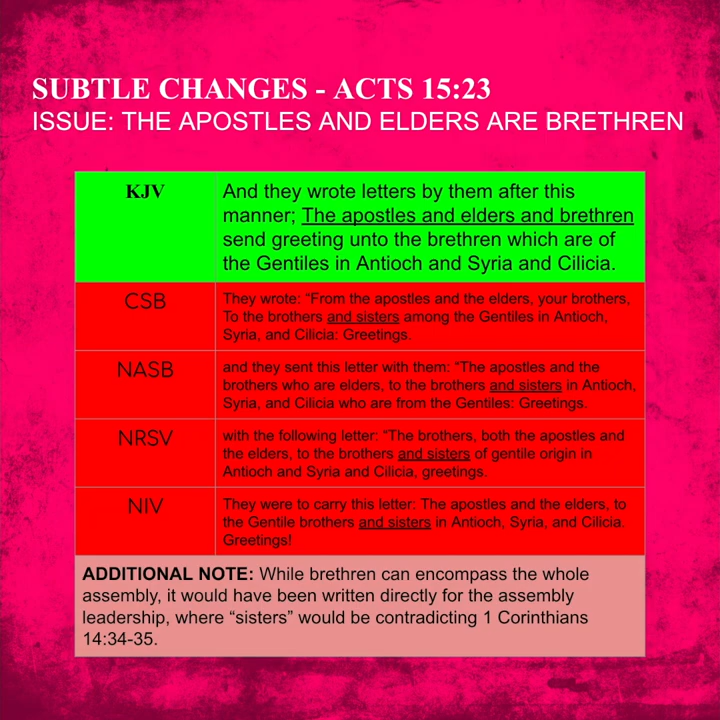 SUBTLE CHANGES - ACTS 15:23
ISSUE: THE APOSTLES AND ELDERS ARE BRETHREN
KJV
And they wrote letters by them after this
manner; The apostles and elders and brethren
send greeting unto the brethren which are of
the Gentiles in Antioch and Syria and Cilicia.
CSB
They wrote: “From the apostles and the elders, your brothers,
To the brothers and sisters among the Gentiles in Antioch,
Syria, and Cilicia: Greetings.
NASB
and they sent this letter with them: “The apostles and the
brothers who are elders, to the brothers and sisters in Antioch,
Syria, and Cilicia who are from the Gentiles: Greetings.
NRSV
with the following letter: “The brothers, both the apostles and
the elders, to the brothers and sisters of gentile origin in
Antioch and Syria and Cilicia, greetings.
NIV
They were to carry this letter: The apostles and the elders, to
the Gentile brothers and sisters in Antioch, Syria, and Cilicia.
Greetings!
ADDITIONAL NOTE: While brethren can encompass the whole
assembly, it would have been written directly for the assembly
leadership, where “sisters” would be contradicting 1 Corinthians
14:34-35.